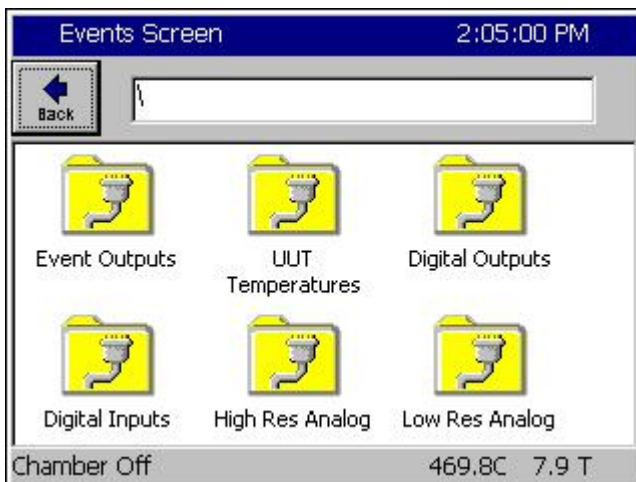 Events Screen 2:05:00 PM
Back
\
Event Outputs
UUT
Temperatures
Digital Outputs
Digital Inputs
High Res Analog
Low Res Analog
Chamber Off 469.8C 7.9 T